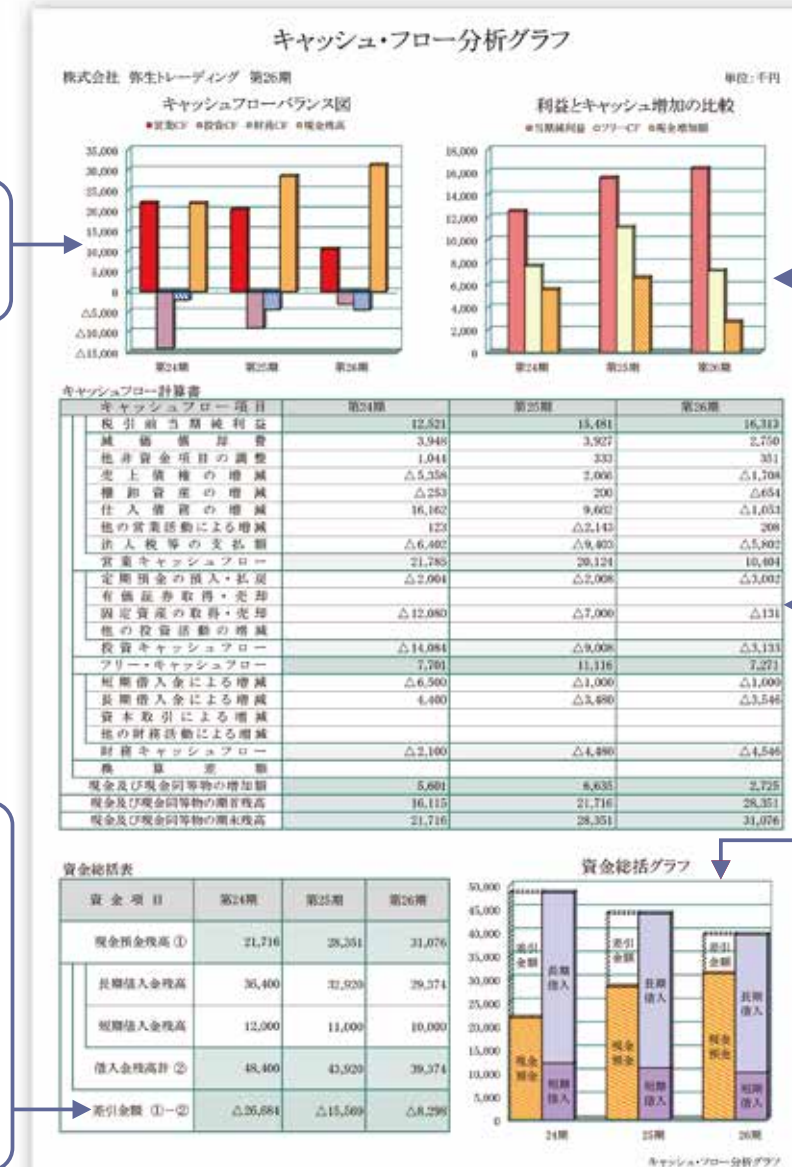 キャッシュ・フロー分析グラフ
株式会社 弥生トレーディング 第26期
単位:千円
キャッシュフローバランス図
■営業CF ■投資CF ■財務CF ■現金残高
35,000
30,000
25,000
20,000
15,000
10,000
5,000
0
△5,000
△10,000
△15,000
第24期 第25期 第26期
利益とキャッシュ増加の比較
■当期純利益 □フリーCF ■現金増加額
18,000
16,000
14,000
12,000
10,000
8,000
6,000
4,000
2,000
0
第24期 第25期 第26期
キャッシュフロー計算書
キャッシュフロー項目 第24期 第25期 第26期
税引前当期純利益 12,521 15,481 16,313
減価償却費 3,948 3,927 2,750
他非資金項目の調整 1,044 333 351
売上債権の増減 △5,358 2,066 △1,708
棚卸資産の増減 △253 200 △654
仕入債務の増減 16,162 9,662 △1,053
他の営業活動による増減 123 △2,143 208
法人税等の支払額 △6,402 △9,403 △5,802
営業キャッシュフロー 21,785 20,124 10,404
定期預金の預入・払戻 △2,004 △2,008 △3,002
有価証券取得・売却
固定資産の取得・売却 △12,080 △7,000 △131
他の投資活動の増減
投資キャッシュフロー △14,084 △9,008 △3,133
フリー・キャッシュフロー 7,701 11,116 7,271
短期借入金による増減 △6,500 △1,000 △1,000
長期借入金による増減 4,400 △3,480 △3,546
資本取引による増減
他の財務活動による増減
財務キャッシュフロー △2,100 △4,480 △4,546
換算差額
現金及び現金同等物の増加額 5,601 6,635 2,725
現金及び現金同等物の期首残高 16,115 21,716 28,351
現金及び現金同等物の期末残高 21,716 28,351 31,076
資金総括表
資金項目 第24期 第25期 第26期
現金預金残高 ① 21,716 28,351 31,076
長期借入金残高 36,400 32,920 29,374
短期借入金残高 12,000 11,000 10,000
借入金残高計 ② 48,400 43,920 39,374
差引金額 ①-② △26,684 △15,569 △8,298
資金総括グラフ
50,000
45,000
40,000
35,000
30,000
25,000
20,000
15,000
10,000
5,000
0
差引金額
長期借入
現金預金
短期借入
差引金額
長期借入
現金預金
短期借入
差引金額
長期借入
現金預金
短期借入
24期 25期 26期
キャッシュ・フロー分析グラフ